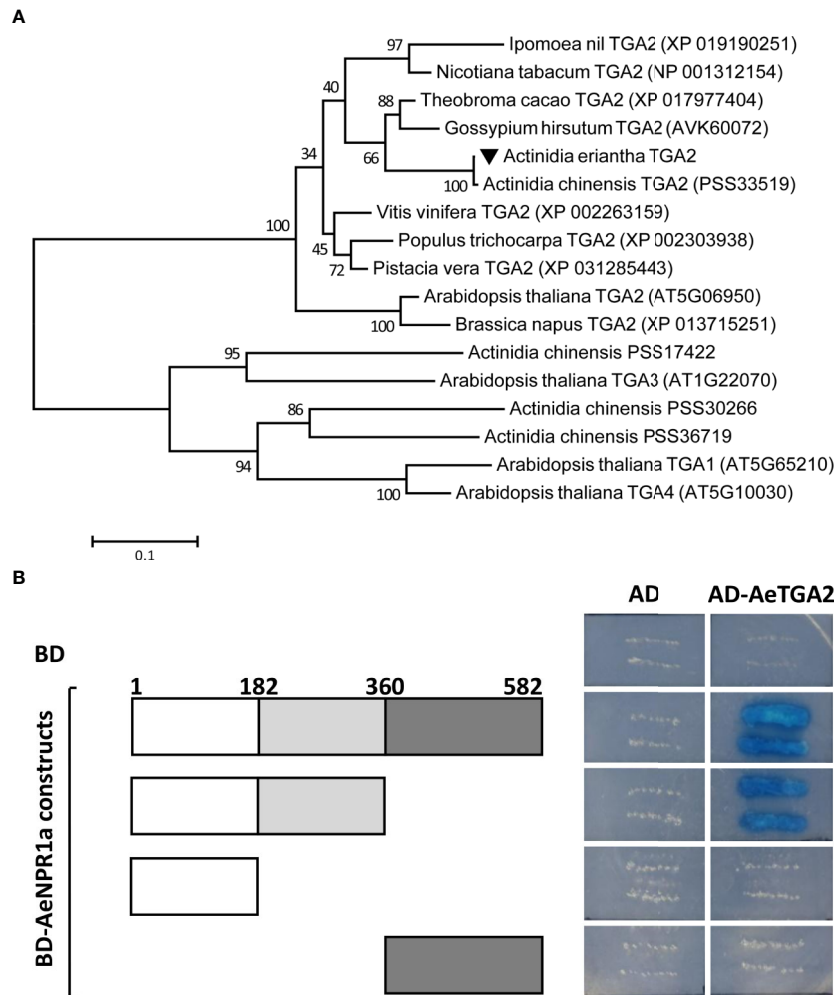 A
97
Ipomoea nil TGA2 (XP 019190251)
Nicotiana tabacum TGA2 (NP 001312154)
40
88
Theobroma cacao TGA2 (XP 017977404)
Gossypium hirsutum TGA2 (AVK60072)
34
66
Actinidia eriantha TGA2
100
Actinidia chinensis TGA2 (PSS33519)
100
Vitis vinifera TGA2 (XP 002263159)
45
Populus trichocarpa TGA2 (XP 002303938)
72
Pistacia vera TGA2 (XP 031285443)
Arabidopsis thaliana TGA2 (AT5G06950)
100
Brassica napus TGA2 (XP 013715251)
95
Actinidia chinensis PSS17422
Arabidopsis thaliana TGA3 (AT1G22070)
86
Actinidia chinensis PSS30266
Actinidia chinensis PSS36719
94
Arabidopsis thaliana TGA1 (AT5G65210)
100
Arabidopsis thaliana TGA4 (AT5G10030)
0.1
B
AD AD-AeTGA2
BD
1 182 360 582
BD-AeNPR1a constructs